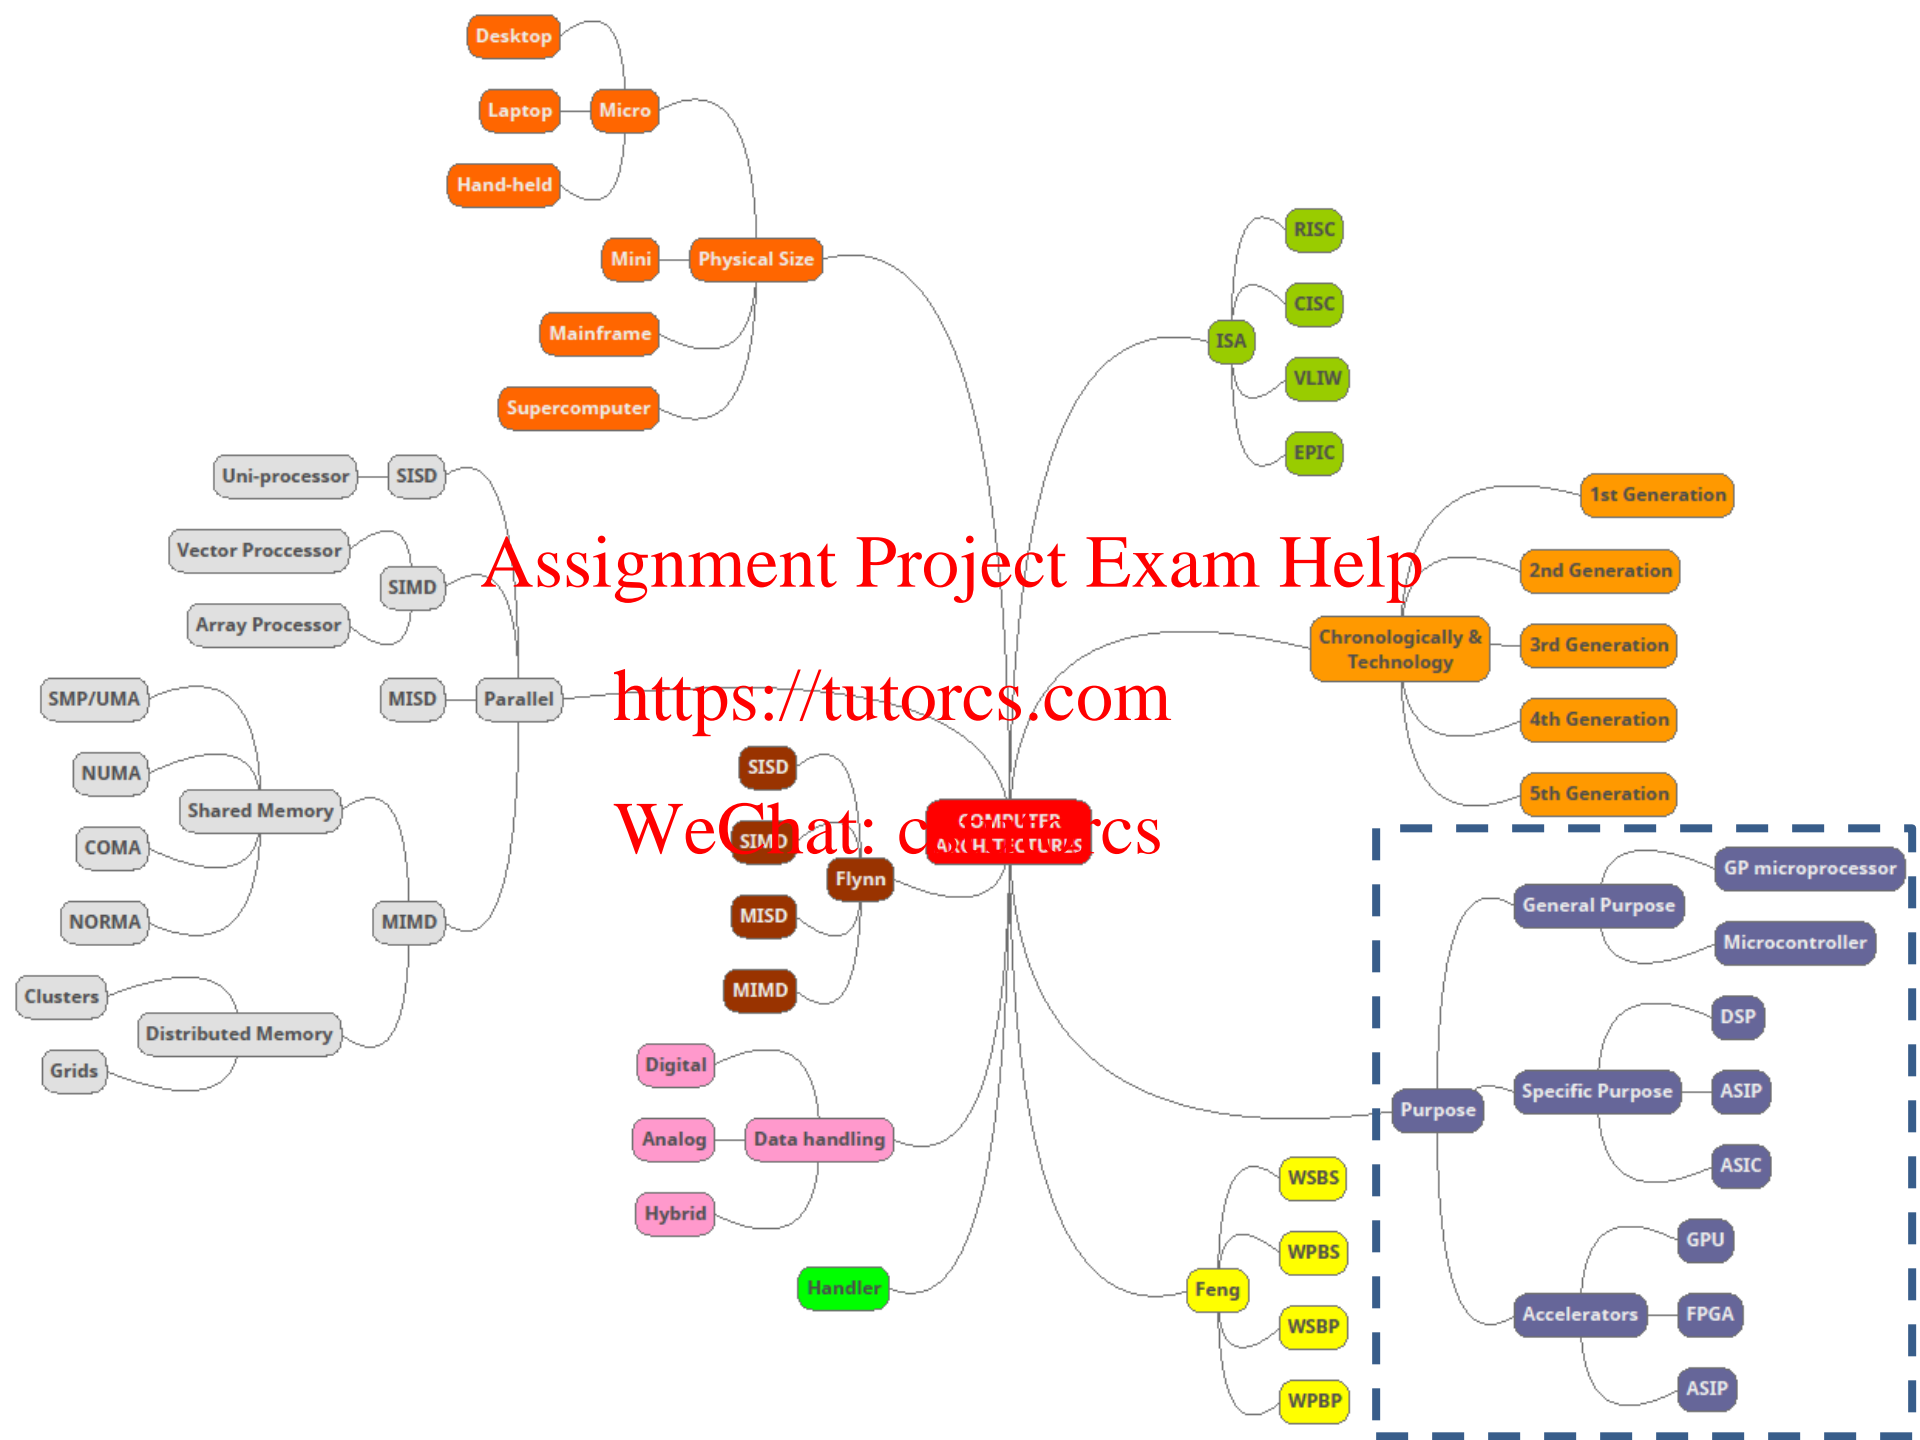 Desktop
Laptop
Micro
Hand-held
Mini
Physical Size
Mainframe
Supercomputer
RISC
CISC
ISA
VLIW
EPIC
1st Generation
2nd Generation
Chronologically &
Technology
3rd Generation
4th Generation
5th Generation
Uni-processor
SISD
Vector Proccessor
SIMD
Array Processor
MISD
Parallel
SMP/UMA
NUMA
Shared Memory
COMA
NORMA
MIMD
Clusters
Distributed Memory
Grids
Assignment Project Exam Help
https://tutorcs.com
WeChat: cstutorcs
SISD
SIMD
Flynn
MISD
MIMD
COMPUTER
ARCHITECTURES
Digital
Analog
Data handling
Hybrid
Handler
WSBS
WPBS
Feng
WSBP
WPBP
GP microprocessor
General Purpose
Microcontroller
DSP
Purpose
Specific Purpose
ASIP
ASIC
GPU
Accelerators
FPGA
ASIP